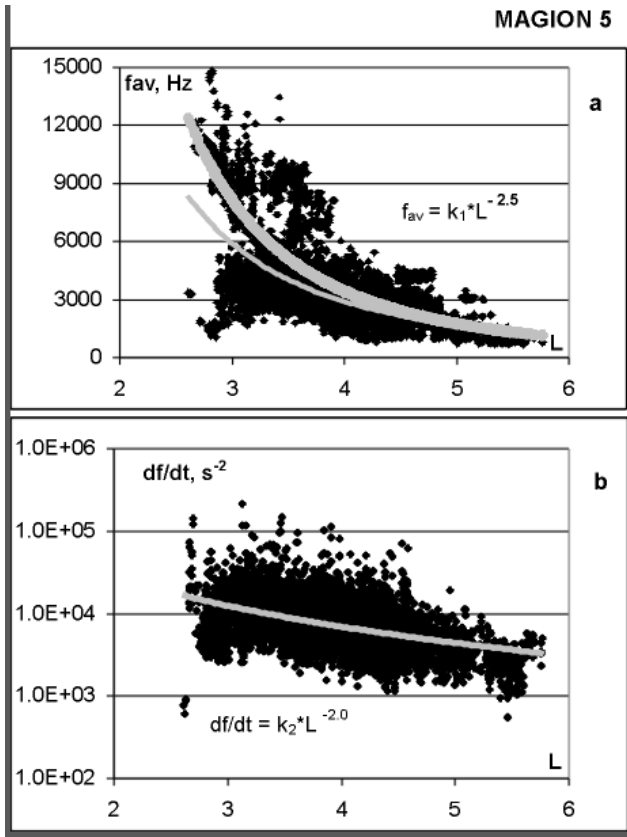 MAGION 5
15000
fav, Hz
a
12000
9000
fav = k1*L- 2.5
6000
3000
0
L
2 3 4 5 6
1.0E+06
df/dt, s-2
b
1.0E+05
1.0E+04
1.0E+03
df/dt = k2*L -2.0
L
1.0E+02
2 3 4 5 6